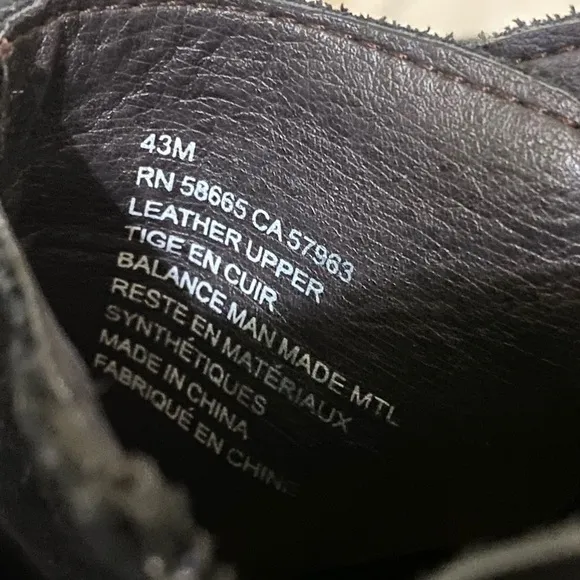 43M
RN 58665 CA 57963
LEATHER UPPER
TIGE EN CUIR
BALANCE MAN MADE MTL
RESTE EN MATÉRIAUX
SYNTHÉTIQUES
MADE IN CHINA
FABRIQUÉ EN CHINE